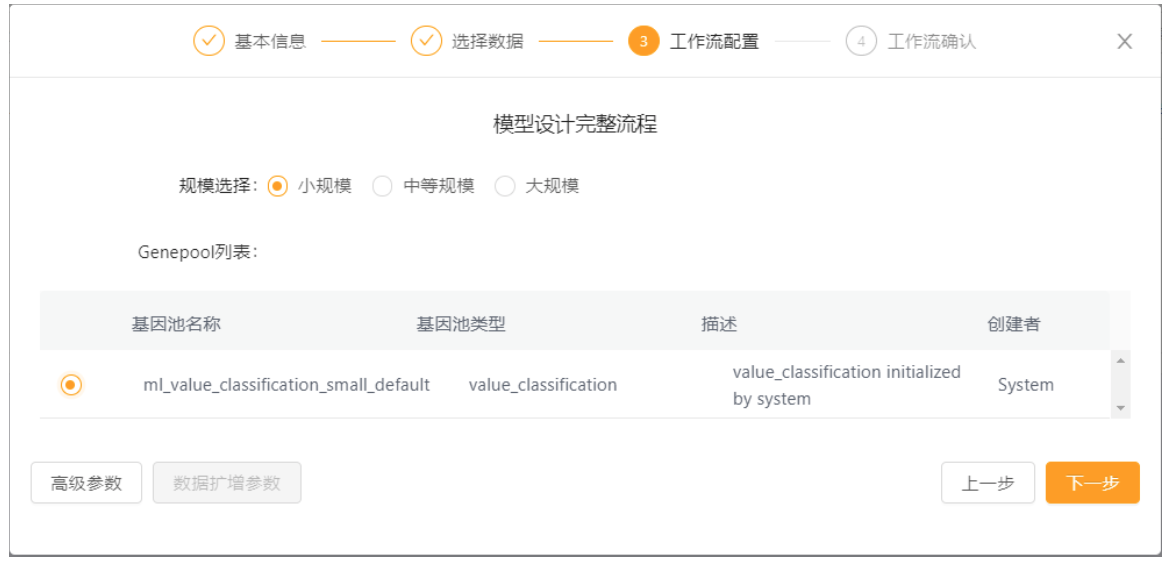 基本信息 选择数据 3 工作流配置 4 工作流确认
模型设计完整流程
规模选择: 小规模 中等规模 大规模
Genepool列表:
基因池名称 基因池类型 描述 创建者
ml_value_classification_small_default value_classification value_classification initialized by system System
高级参数 数据扩增参数 上一步 下一步